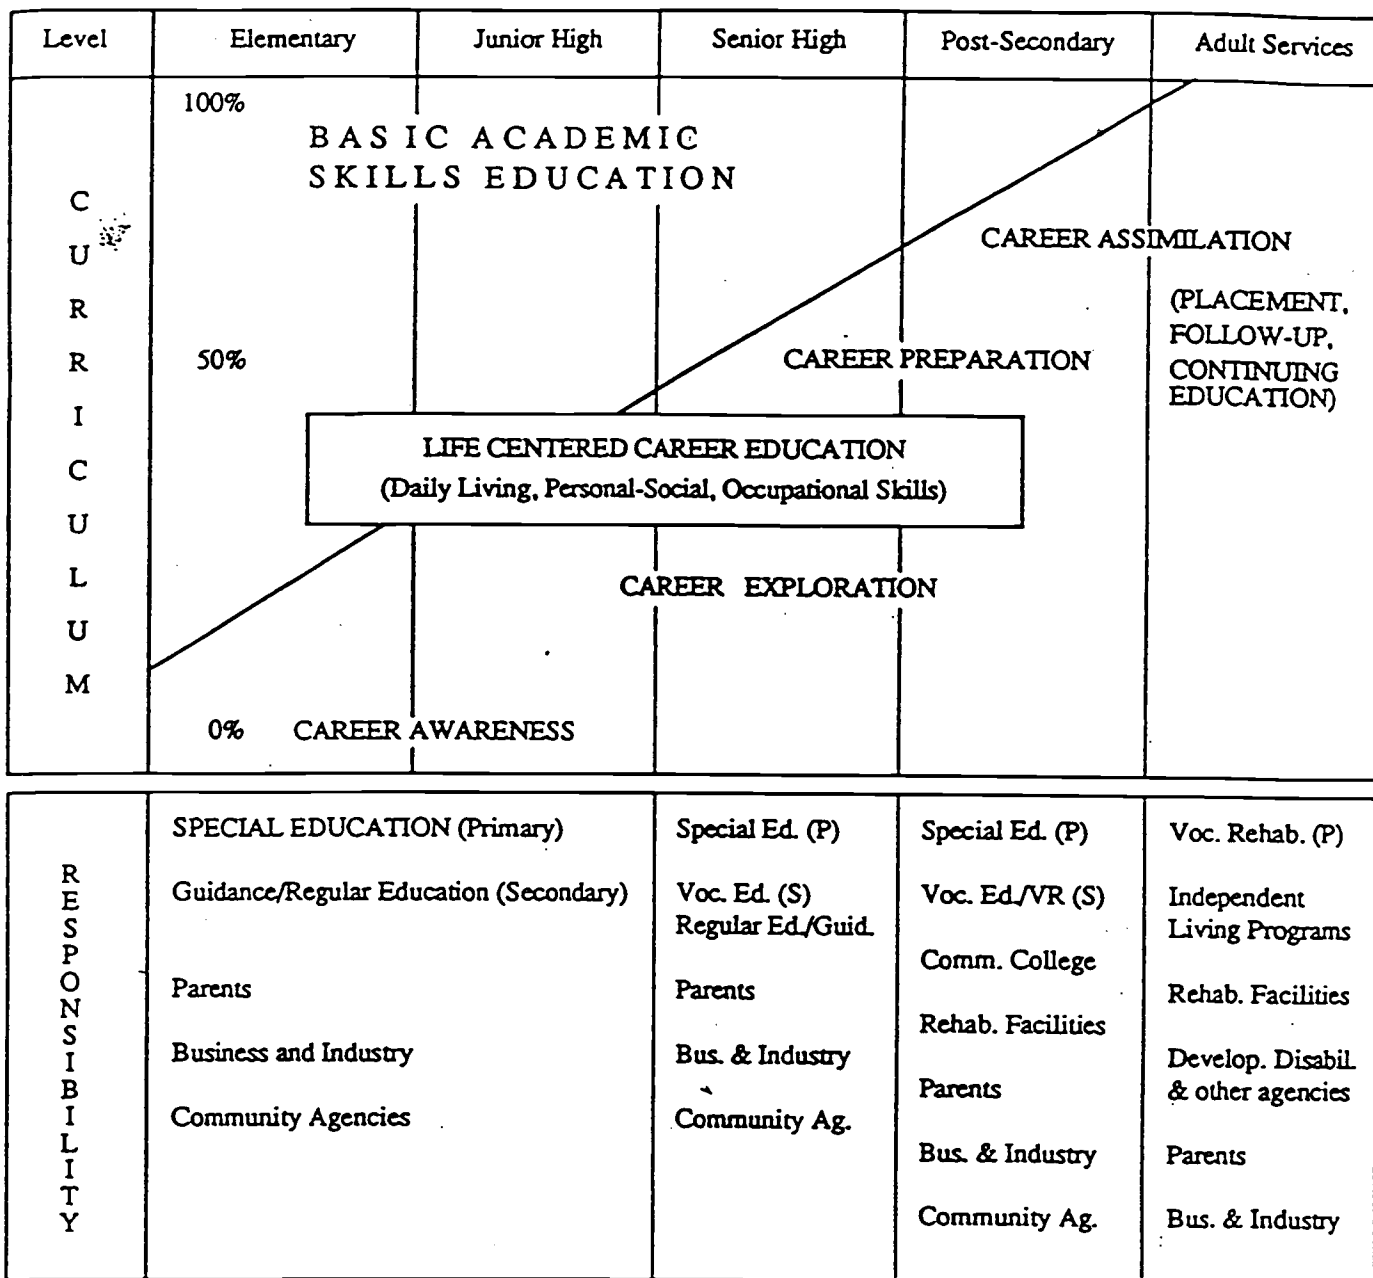 Level Elementary Junior High Senior High Post-Secondary Adult Services
CURRICULUM
100%
BASIC ACADEMIC
SKILLS EDUCATION
CAREER ASSIMILATION
(PLACEMENT,
FOLLOW-UP,
CONTINUING
EDUCATION)
50%
CAREER PREPARATION
LIFE CENTERED CAREER EDUCATION
(Daily Living, Personal-Social, Occupational Skills)
CAREER EXPLORATION
0% CAREER AWARENESS
RESPONSIBILITY
SPECIAL EDUCATION (Primary)
Guidance/Regular Education (Secondary)
Parents
Business and Industry
Community Agencies
Special Ed. (P)
Voc. Ed. (S)
Regular Ed./Guid.
Parents
Bus. & Industry
Community Ag.
Special Ed. (P)
Voc. Ed./VR (S)
Comm. College
Rehab. Facilities
Parents
Bus. & Industry
Community Ag.
Voc. Rehab. (P)
Independent
Living Programs
Rehab. Facilities
Develop. Disabil.
& other agencies
Parents
Bus. & Industry